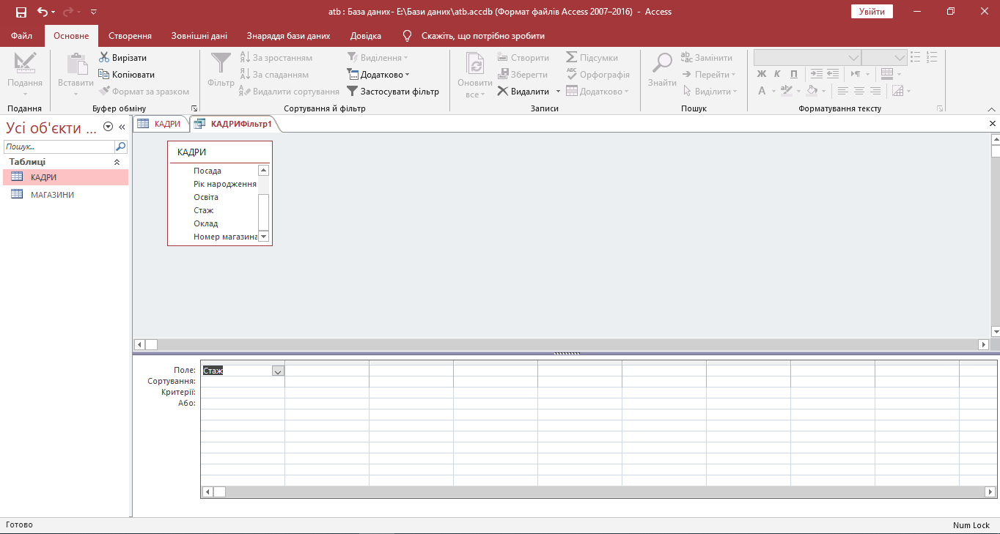 atb : База даних- E:\Бази даних\atb.accdb (Формат файлів Access 2007–2016) - Access
Увійти
Файл Основне Створення Зовнішні дані Знаряддя бази даних Довідка Скажіть, що потрібно зробити
Подання
Вставити
Вирізати
Копіювати
Формат за зразком
Фільтр
За зростанням
За спаданням
Видалити сортування
Виділення
Додатково
Застосувати фільтр
Оновити все
Створити
Зберегти
Видалити
Підсумки
Орфографія
Додатково
Знайти
Замінити
Перейти
Виділити
Ж К П
A
Подання Буфер обміну Сортування й фільтр Записи Пошук Форматування тексту
Усі об'єкти ...
Пошук...
Таблиці
КАДРИ
МАГАЗИНИ
КАДРИ КАДРИФільтр1
КАДРИ
Посада
Рік народження
Освіта
Стаж
Оклад
Номер магазина
Поле: Стаж
Сортування:
Критерії:
Або:
Готово
Num Lock